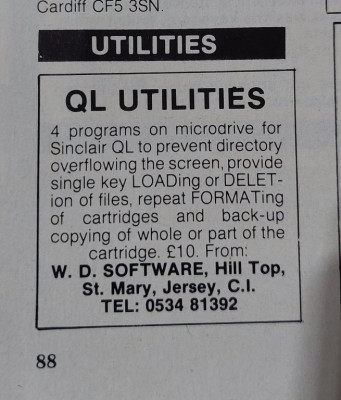 Cardiff CF5 3SN.
UTILITIES
QL UTILITIES
4 programs on microdrive for
Sinclair QL to prevent directory
overflowing the screen, provide
single key LOADing or DELET-
ion of files, repeat FORMATing
of cartridges and back-up
copying of whole or part of the
cartridge. £10. From:
W. D. SOFTWARE, Hill Top,
St. Mary, Jersey, C.I.
TEL: 0534 81392
88